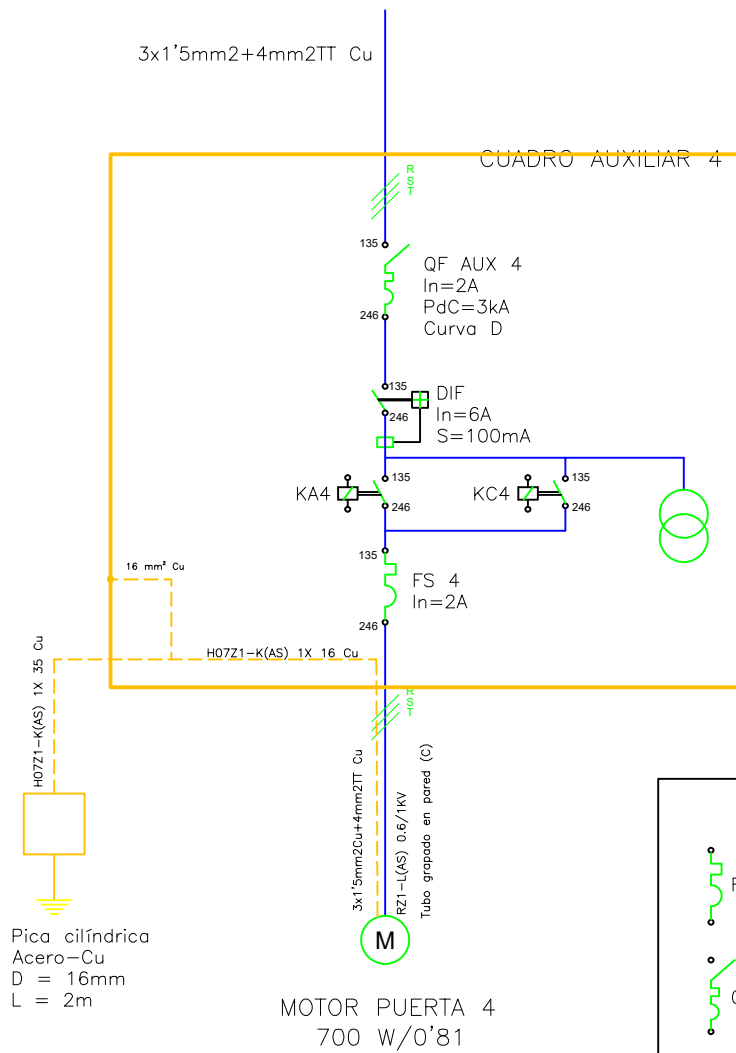 3x1'5mm2+4mm2TT Cu
CUADRO AUXILIAR 4
R
S
T
135
QF AUX 4
In=2A
PdC=3kA
Curva D
246
135
DIF
In=6A
S=100mA
246
KA4
135
246
KC4
135
246
135
FS 4
In=2A
246
16 mm² Cu
H07Z1-K(AS) 1X 16 Cu
H07Z1-K(AS) 1X 35 Cu
R
S
T
3x1'5mm2Cu+4mm2TT Cu
RZ1-L(AS) 0.6/1KV
Tubo grapado en pared (C)
M
Pica cilíndrica
Acero-Cu
D = 16mm
L = 2m
MOTOR PUERTA 4
700 W/0'81